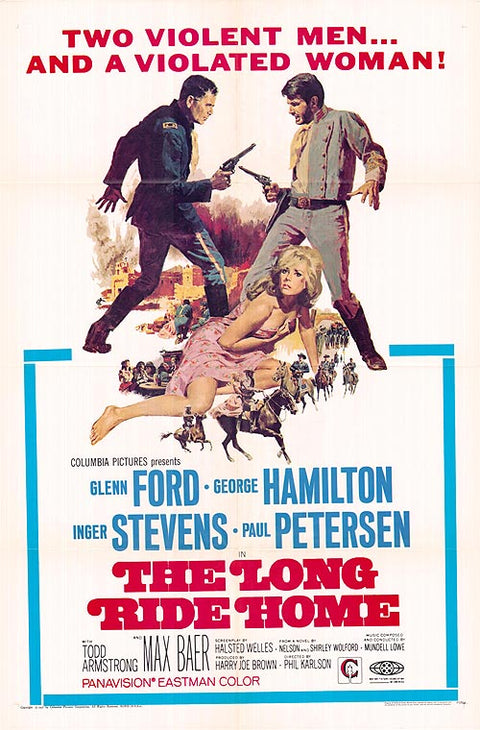 TWO VIOLENT MEN...
AND A VIOLATED WOMAN!
COLUMBIA PICTURES presents
GLENN FORD · GEORGE HAMILTON
INGER STEVENS · PAUL PETERSEN
IN
THE LONG
RIDE HOME
WITH TODD ARMSTRONG
AND MAX BAER
SCREENPLAY BY HALSTED WELLES · FROM A NOVEL BY NELSON AND SHIRLEY WOLFORD · MUSIC COMPOSED AND CONDUCTED BY MUNDELL LOWE
PRODUCED BY HARRY JOE BROWN · DIRECTED BY PHIL KARLSON
PANAVISION® EASTMAN COLOR